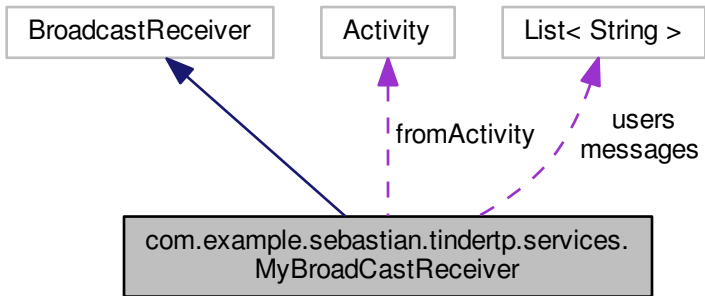 BroadcastReceiver
Activity
List< String >
fromActivity
users
messages
com.example.sebastian.tindertp.services.
MyBroadCastReceiver